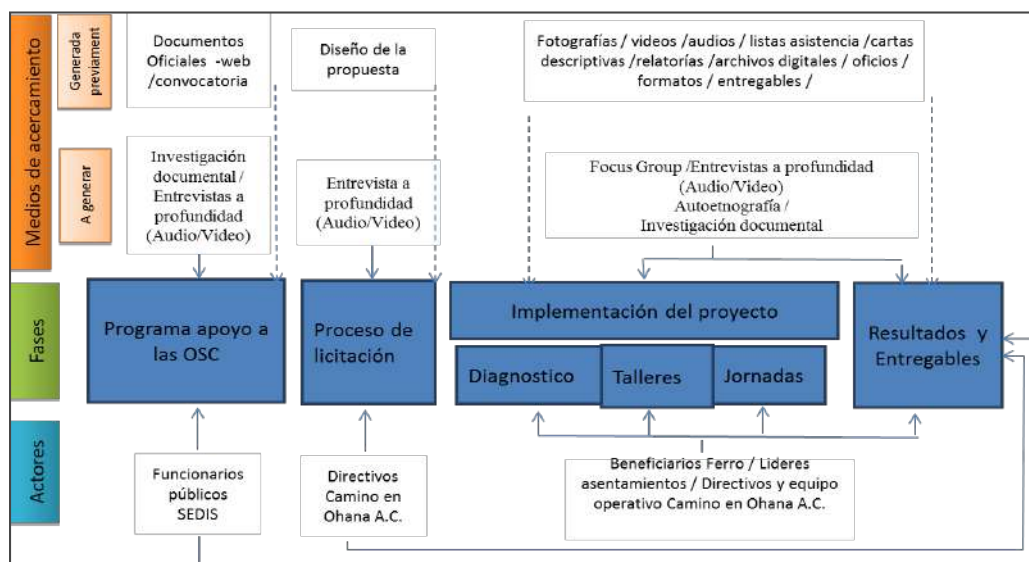 Medios de acercamiento
Generada
previament
Documentos
Oficiales -web
/convocatoria
Diseño de la
propuesta
Fotografías / videos /audios / listas asistencia /cartas
descriptivas /relatorías /archivos digitales / oficios /
formatos / entregables /
A generar
Investigación
documental /
Entrevistas a
profundidad
(Audio/Video)
Entrevista a
profundidad
(Audio/Video)
Focus Group /Entrevistas a profundidad
(Audio/Video)
Autoetnografía /
Investigación documental
Fases
Programa apoyo a
las OSC
Proceso de
licitación
Implementación del proyecto
Diagnostico
Talleres
Jornadas
Resultados y
Entregables
Actores
Funcionarios
públicos
SEDIS
Directivos
Camino en
Ohana A.C.
Beneficiarios Ferro / Lideres
asentamientos / Directivos y equipo
operativo Camino en Ohana A.C.